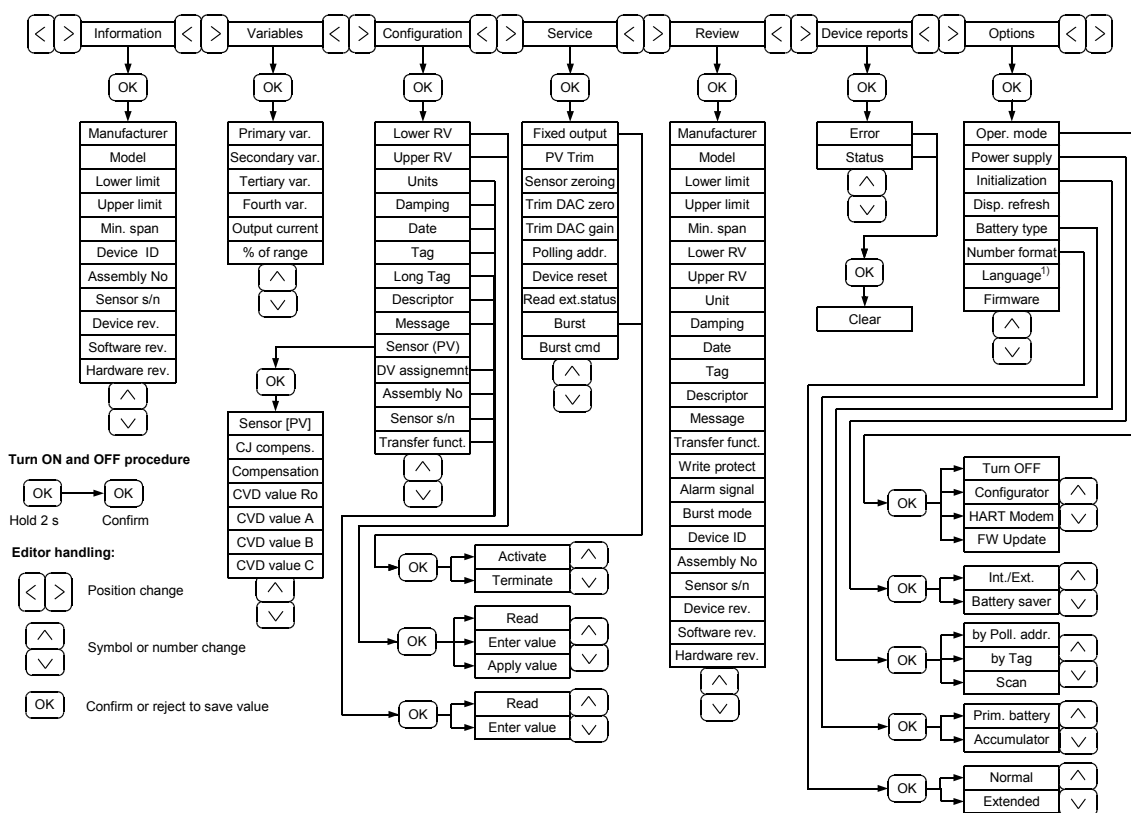 < > Information < > Variables < > Configuration < > Service < > Review < > Device reports < > Options < >
OK OK OK OK OK OK OK
Manufacturer
Model
Lower limit
Upper limit
Min. span
Device ID
Assembly No
Sensor s/n
Device rev.
Software rev.
Hardware rev.
Primary var.
Secondary var.
Tertiary var.
Fourth var.
Output current
% of range
Lower RV
Upper RV
Units
Damping
Date
Tag
Long Tag
Descriptor
Message
Sensor (PV)
DV assignemnt
Assembly No
Sensor s/n
Transfer funct.
OK
Sensor [PV]
CJ compens.
Compensation
CVD value Ro
CVD value A
CVD value B
CVD value C
Fixed output
PV Trim
Sensor zeroing
Trim DAC zero
Trim DAC gain
Polling addr.
Device reset
Read ext.status
Burst
Burst cmd
OK
Activate
Terminate
OK
Read
Enter value
Apply value
OK
Read
Enter value
Manufacturer
Model
Lower limit
Upper limit
Min. span
Lower RV
Upper RV
Unit
Damping
Date
Tag
Descriptor
Message
Transfer funct.
Write protect
Alarm signal
Burst mode
Device ID
Assembly No
Sensor s/n
Device rev.
Software rev.
Hardware rev.
Error
Status
OK
Clear
Oper. mode
Power supply
Initialization
Disp. refresh
Battery type
Number format
Language1)
Firmware
OK
Turn OFF
Configurator
HART Modem
FW Update
OK
Int./Ext.
Battery saver
OK
by Poll. addr.
by Tag
Scan
OK
Prim. battery
Accumulator
OK
Normal
Extended
Turn ON and OFF procedure
OK OK
Hold 2 s Confirm
Editor handling:
< > Position change
Symbol or number change
OK Confirm or reject to save value